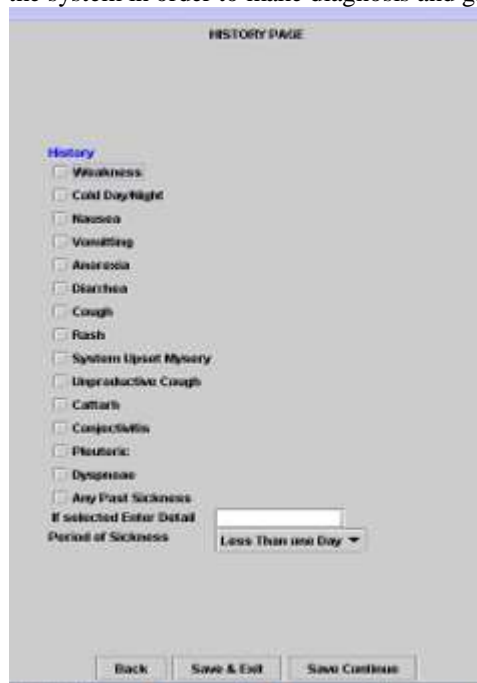 the system in order to make diagnosis and g
HISTORY PAGE
History
Weakness
Cold Day/Night
Nausea
Vomitting
Anorexia
Diarrhea
Cough
Rash
System Upset Mysery
Unproductive Cough
Cattarh
Conjectivitis
Pleuteric
Dyspneae
Any Past Sickness
If selected Enter Detail
Period of Sickness Less Than one Day
Back Save & Exit Save Continue